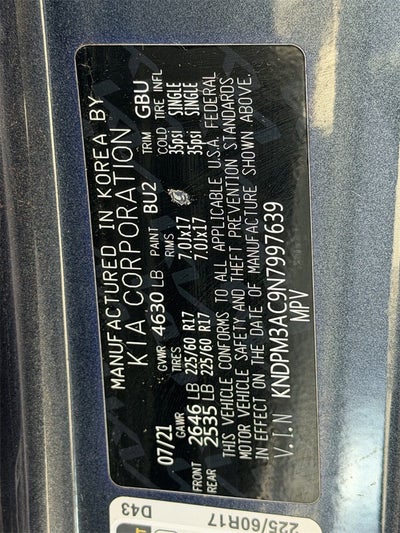 MANUFACTURED IN KOREA BY
KIA CORPORATION
07/21 GVWR 4630 LB PAINT BU2 TRIM GBU
GAWR TIRES RIMS COLD TIRE INFL
FRONT 2646 LB 225/60 R17 7.0Jx17 35psi SINGLE
REAR 2535 LB 225/60 R17 7.0Jx17 35psi SINGLE
THIS VEHICLE CONFORMS TO ALL APPLICABLE U.S.A. FEDERAL
MOTOR VEHICLE SAFETY AND THEFT PREVENTION STANDARDS
IN EFFECT ON THE DATE OF MANUFACTURE SHOWN ABOVE.
V.I.N KNDPM3AC9N7997639
MPV
D43
225/60R17